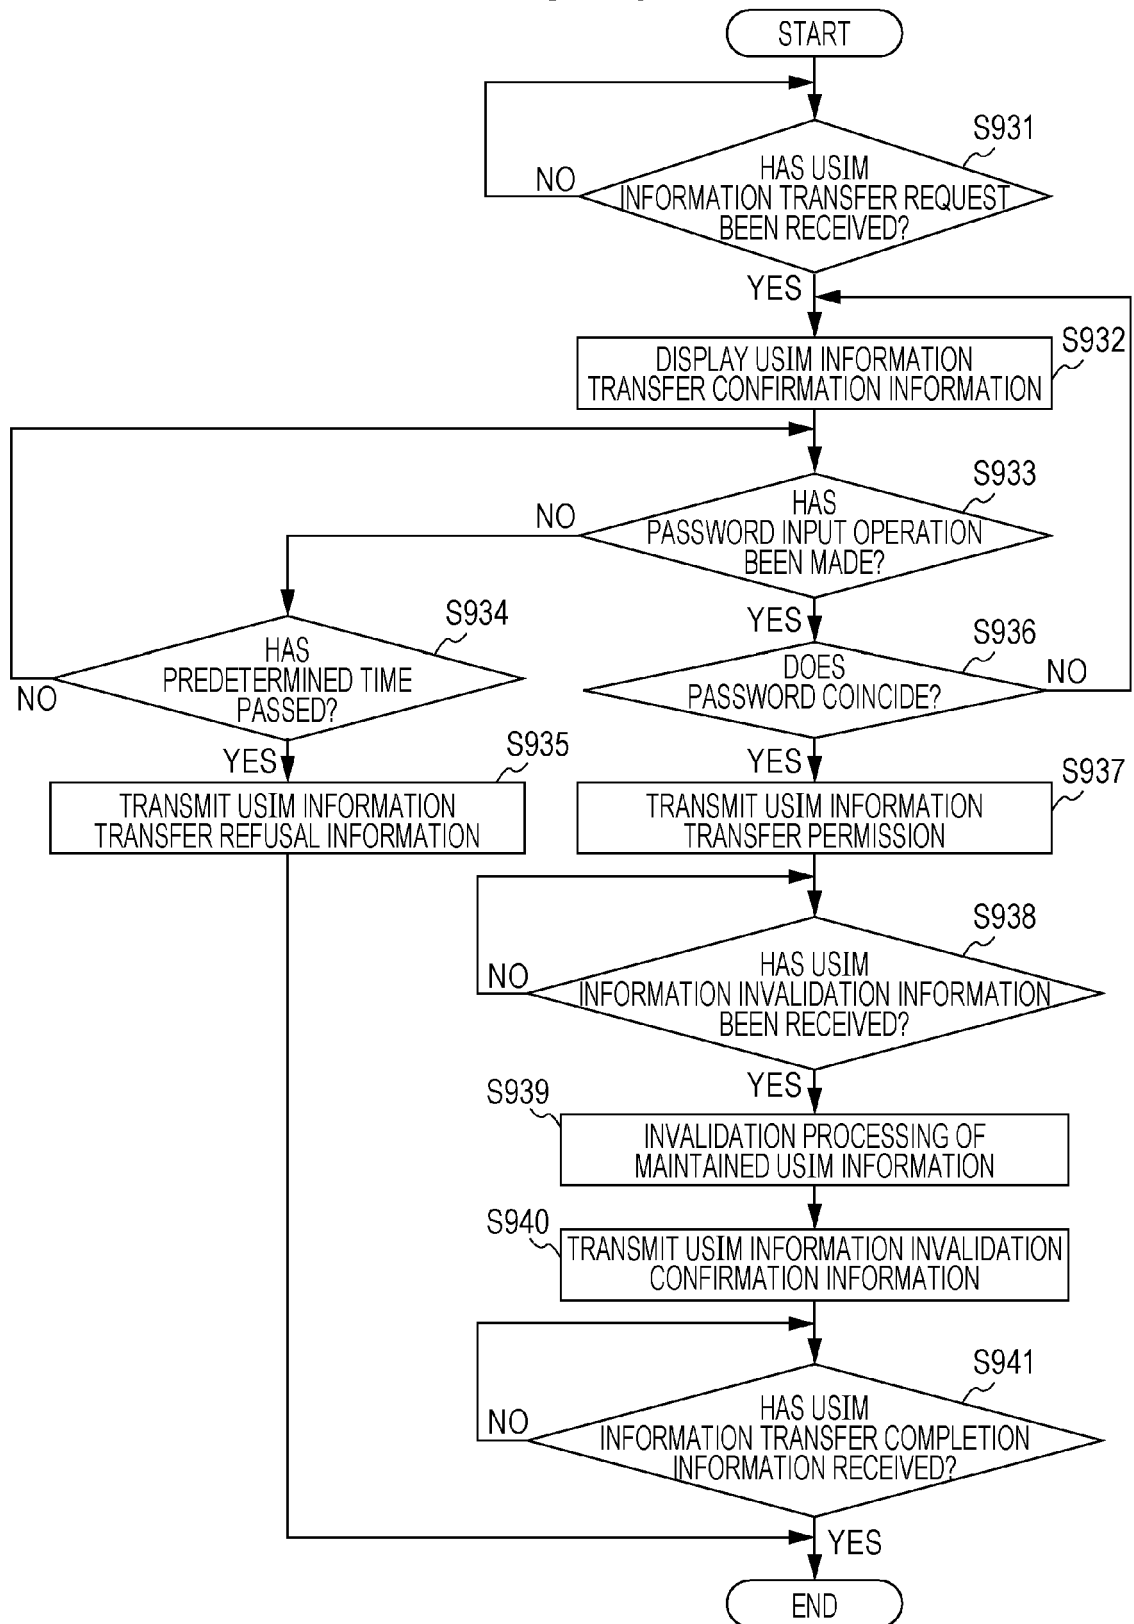 START
S931
HAS USIM
INFORMATION TRANSFER REQUEST
BEEN RECEIVED?
NO
YES
S932
DISPLAY USIM INFORMATION
TRANSFER CONFIRMATION INFORMATION
S933
HAS
PASSWORD INPUT OPERATION
BEEN MADE?
NO
YES
S934
HAS
PREDETERMINED TIME
PASSED?
NO
YES
S936
DOES
PASSWORD COINCIDE?
NO
YES
S935
TRANSMIT USIM INFORMATION
TRANSFER REFUSAL INFORMATION
S937
TRANSMIT USIM INFORMATION
TRANSFER PERMISSION
S938
HAS USIM
INFORMATION INVALIDATION INFORMATION
BEEN RECEIVED?
NO
YES
S939
INVALIDATION PROCESSING OF
MAINTAINED USIM INFORMATION
S940
TRANSMIT USIM INFORMATION INVALIDATION
CONFIRMATION INFORMATION
S941
HAS USIM
INFORMATION TRANSFER COMPLETION
INFORMATION RECEIVED?
NO
YES
END